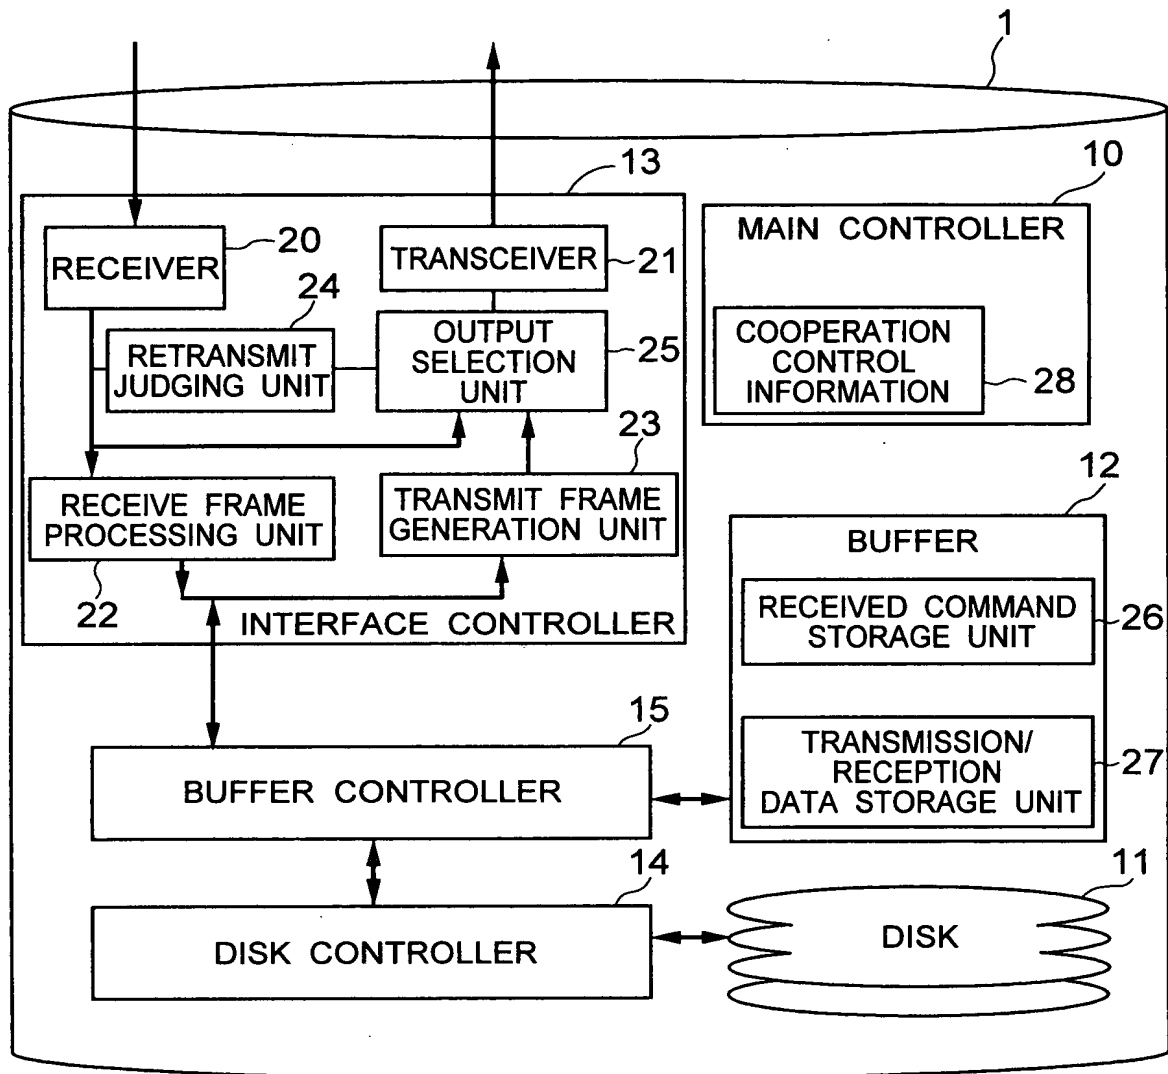 1
13
10
RECEIVER
20
TRANSCEIVER
21
MAIN CONTROLLER
24
RETRANSMIT
JUDGING UNIT
OUTPUT
SELECTION
UNIT
25
COOPERATION
CONTROL
INFORMATION
28
23
RECEIVE FRAME
PROCESSING UNIT
22
TRANSMIT FRAME
GENERATION UNIT
INTERFACE CONTROLLER
12
BUFFER
RECEIVED COMMAND
STORAGE UNIT
26
TRANSMISSION/
RECEPTION
DATA STORAGE UNIT
27
15
BUFFER CONTROLLER
14
DISK CONTROLLER
11
DISK